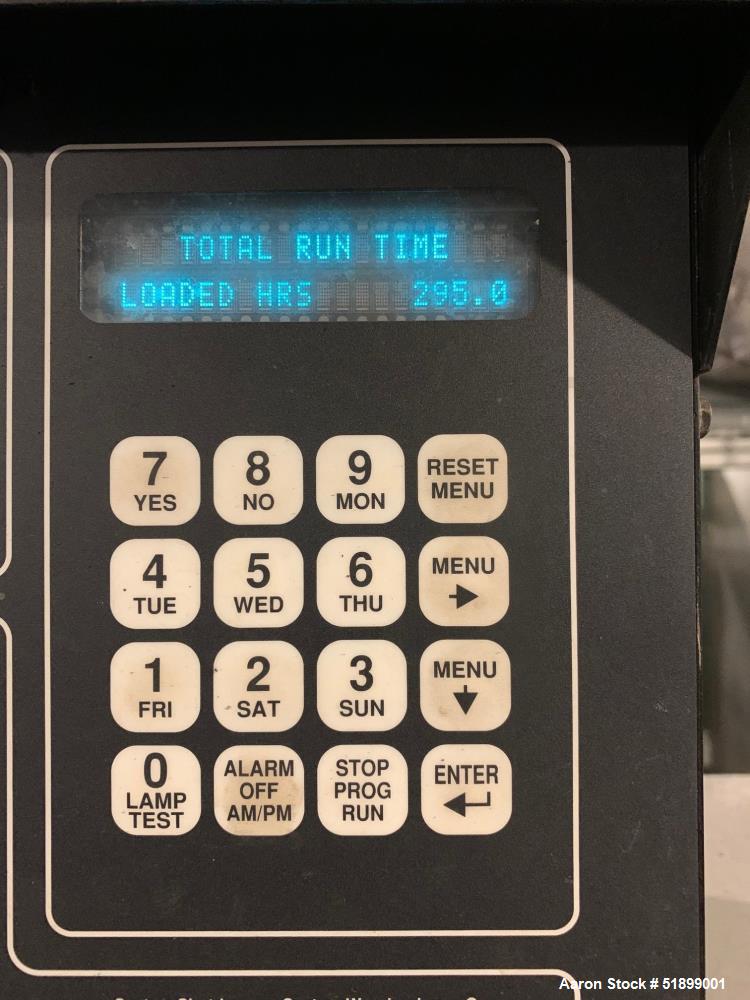 TOTAL RUN TIME
LOADED HRS 295.0
7
YES
8
NO
9
MON
RESET
MENU
4
TUE
5
WED
6
THU
MENU
1
FRI
2
SAT
3
SUN
MENU
0
LAMP
TEST
ALARM
OFF
AM/PM
STOP
PROG
RUN
ENTER
Aaron Stock # 51899001